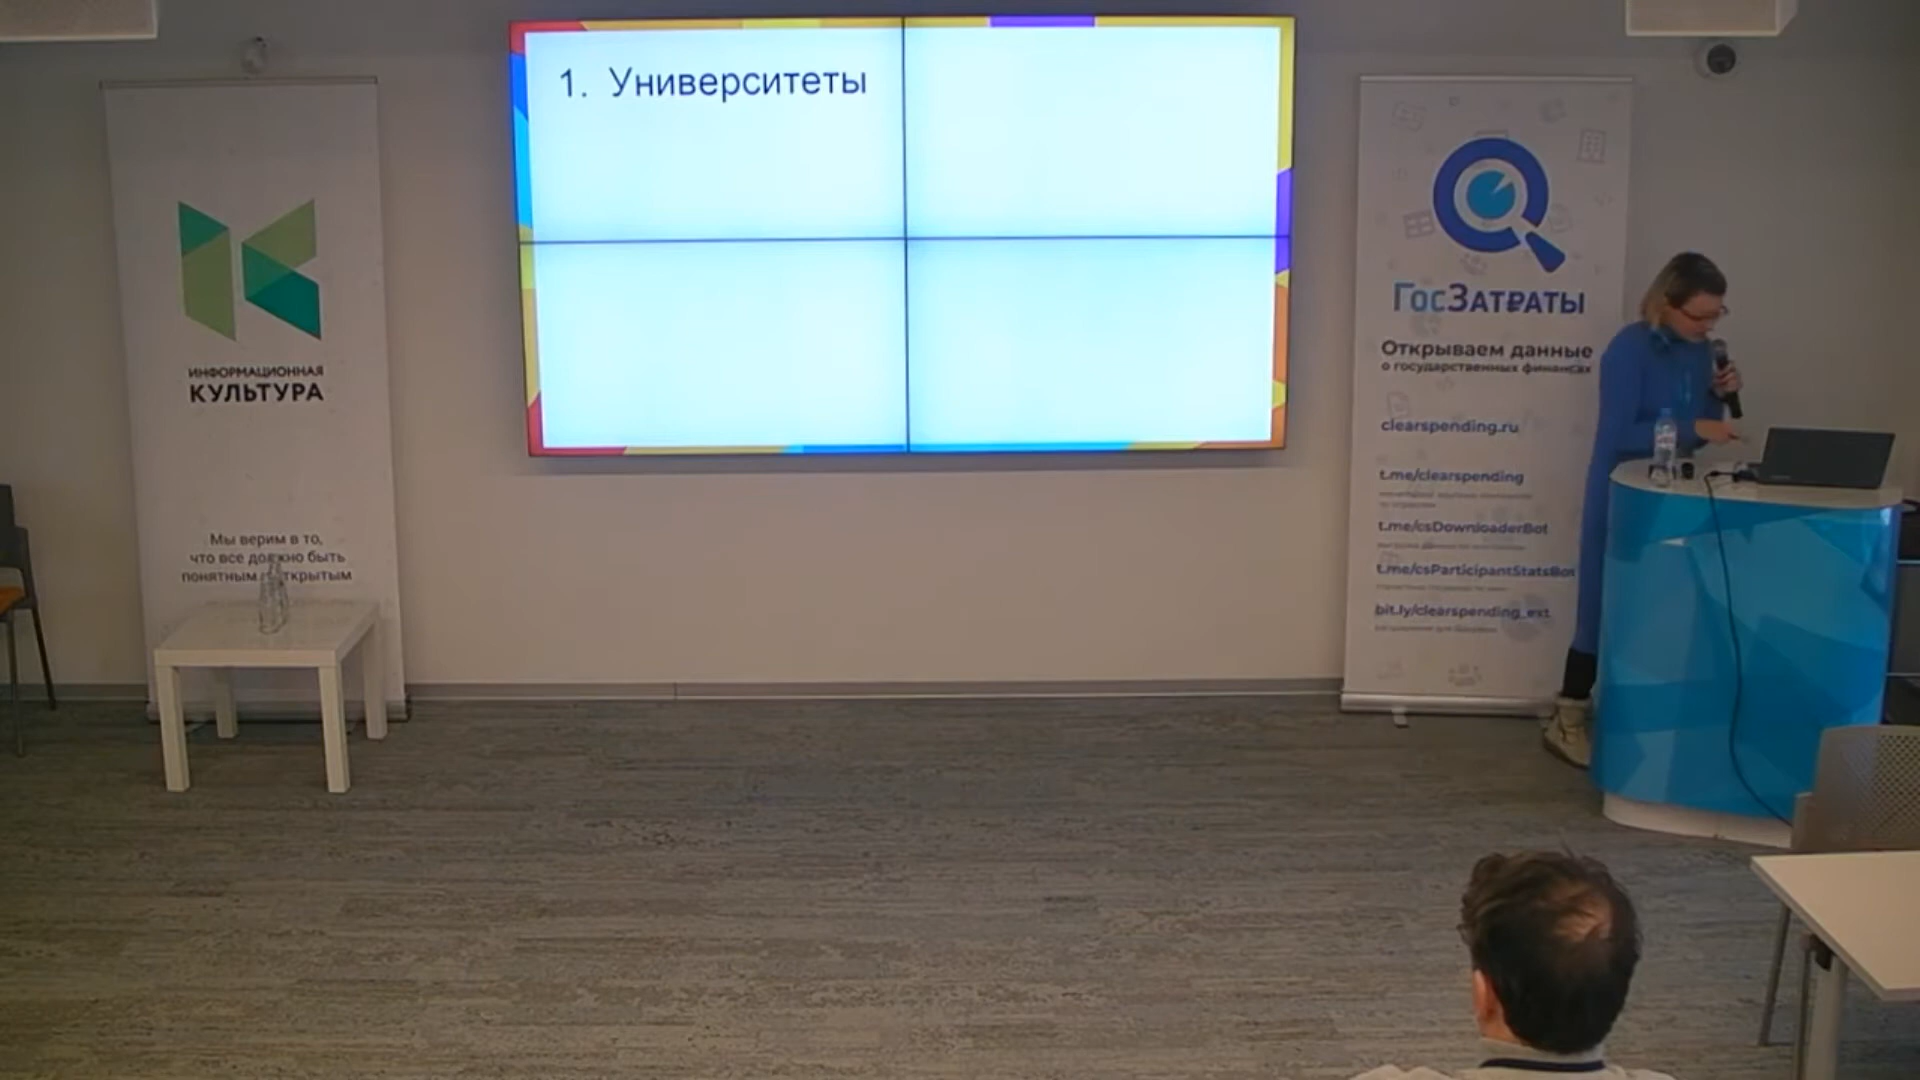 1. Университеты
ИНФОРМАЦИОННАЯ
КУЛЬТУРА
Мы верим в то,
что все должно быть
понятным открытым
ГосЗатраты
Открываем данные
о государственных финансах
clearspending.ru
t.me/clearspending
t.me/csDownloaderBot
t.me/csParticipantStatsBot
bit.ly/clearspending_ext